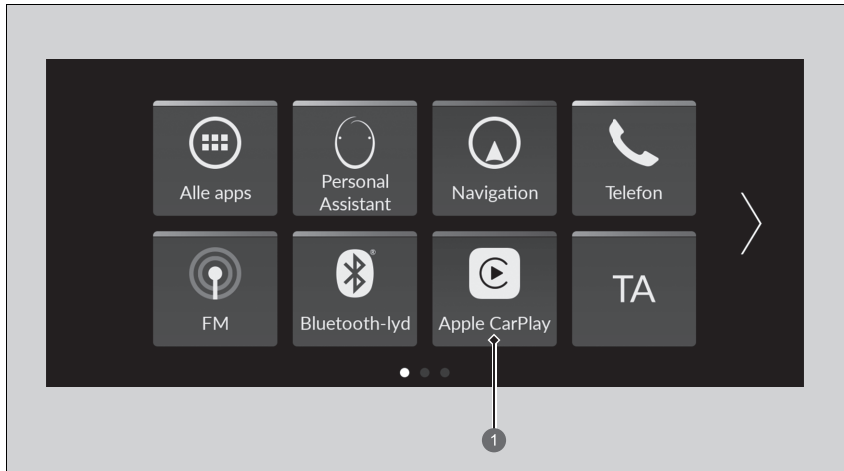 Alle apps
Personal
Assistant
Navigation
Telefon
FM
®
Bluetooth-lyd
Apple CarPlay
TA
1